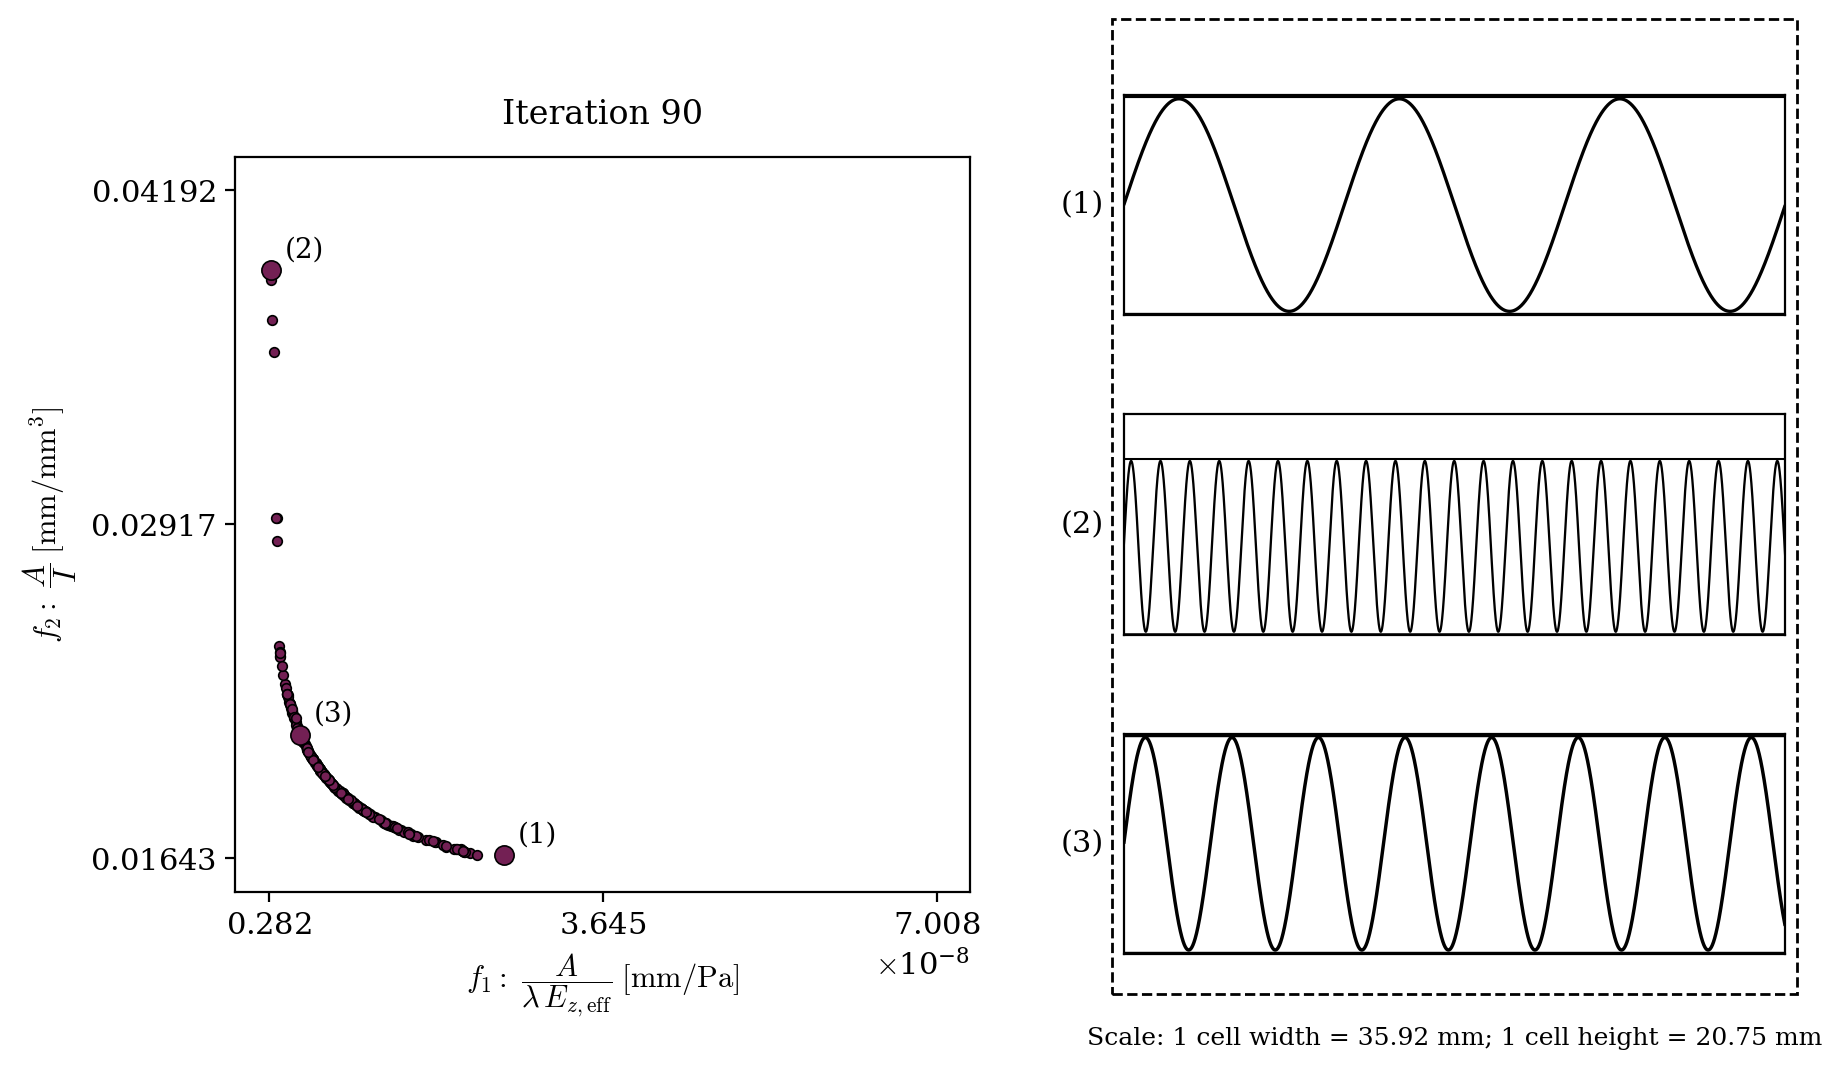 Iteration 90
0.04192
0.02917
0.01643
f₂ : A/I [mm/mm³]
(2)
(3)
(1)
0.282 3.645 7.008
×10⁻⁸
f₁ : A/(λ E_{z,eff}) [mm/Pa]
(1)
(2)
(3)
Scale: 1 cell width = 35.92 mm; 1 cell height = 20.75 mm